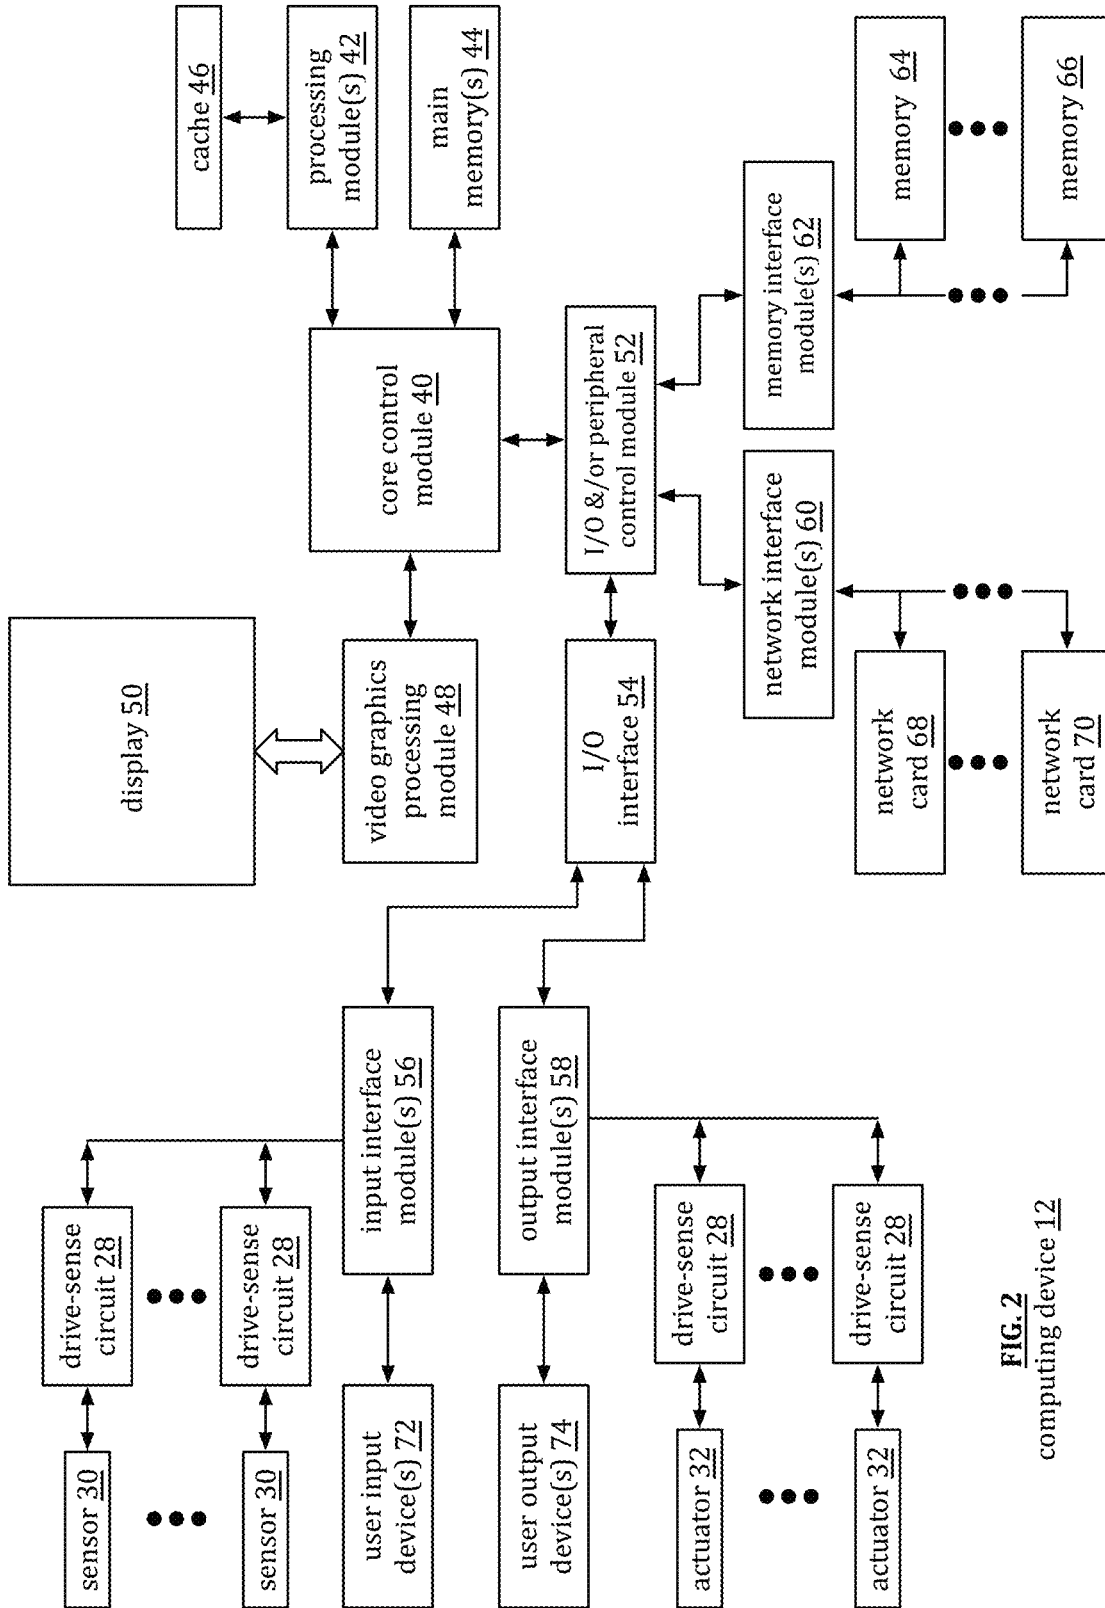 display 50
cache 46
processing
module(s) 42
main
memory(s) 44
core control
module 40
video graphics
processing
module 48
I/O &/or peripheral
control module 52
I/O
interface 54
sensor 30
drive-sense
circuit 28
sensor 30
drive-sense
circuit 28
user input
device(s) 72
input interface
module(s) 56
user output
device(s) 74
output interface
module(s) 58
actuator 32
drive-sense
circuit 28
actuator 32
drive-sense
circuit 28
network interface
module(s) 60
memory interface
module(s) 62
network
card 68
network
card 70
memory 64
memory 66
FIG. 2
computing device 12